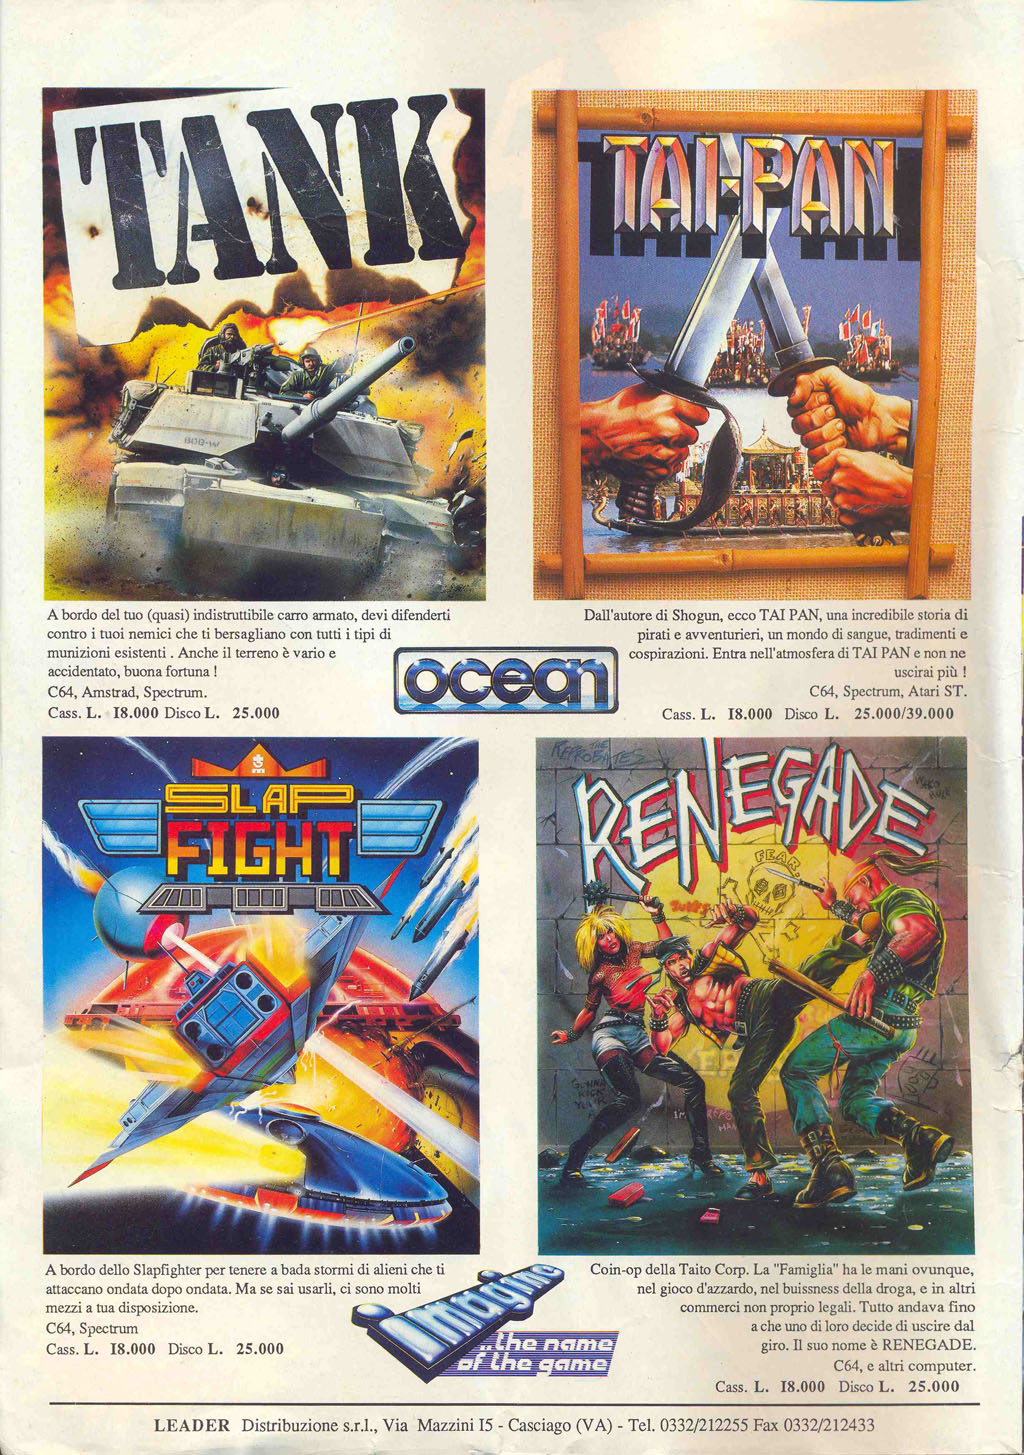 TANK
BOG-IV
A bordo del tuo (quasi) indistruttibile carro armato, devi difenderti
contro i tuoi nemici che ti bersagliano con tutti i tipi di
munizioni esistenti . Anche il terreno è vario e
accidentato, buona fortuna !
C64, Amstrad, Spectrum.
Cass. L. 18.000 Disco L. 25.000
TAI-PAN
Dall'autore di Shogun, ecco TAI PAN, una incredibile storia di
pirati e avventurieri, un mondo di sangue, tradimenti e
cospirazioni. Entra nell'atmosfera di TAI PAN e non ne
uscirai più !
C64, Spectrum, Atari ST.
Cass. L. 18.000 Disco L. 25.000/39.000
ocean
SLAP
FIGHT
A bordo dello Slapfighter per tenere a bada stormi di alieni che ti
attaccano ondata dopo ondata. Ma se sai usarli, ci sono molti
mezzi a tua disposizione.
C64, Spectrum
Cass. L. 18.000 Disco L. 25.000
THE
REPROBATES
RENEGADE
RULE
FEAR.
GONNA
KICK
Coin-op della Taito Corp. La "Famiglia" ha le mani ovunque,
nel gioco d'azzardo, nel buissness della droga, e in altri
commerci non proprio legali. Tutto andava fino
a che uno di loro decide di uscire dal
giro. Il suo nome è RENEGADE.
C64, e altri computer.
Cass. L. 18.000 Disco L. 25.000
imagine
...the name
of the game
LEADER Distribuzione s.r.l., Via Mazzini 15 - Casciago (VA) - Tel. 0332/212255 Fax 0332/212433